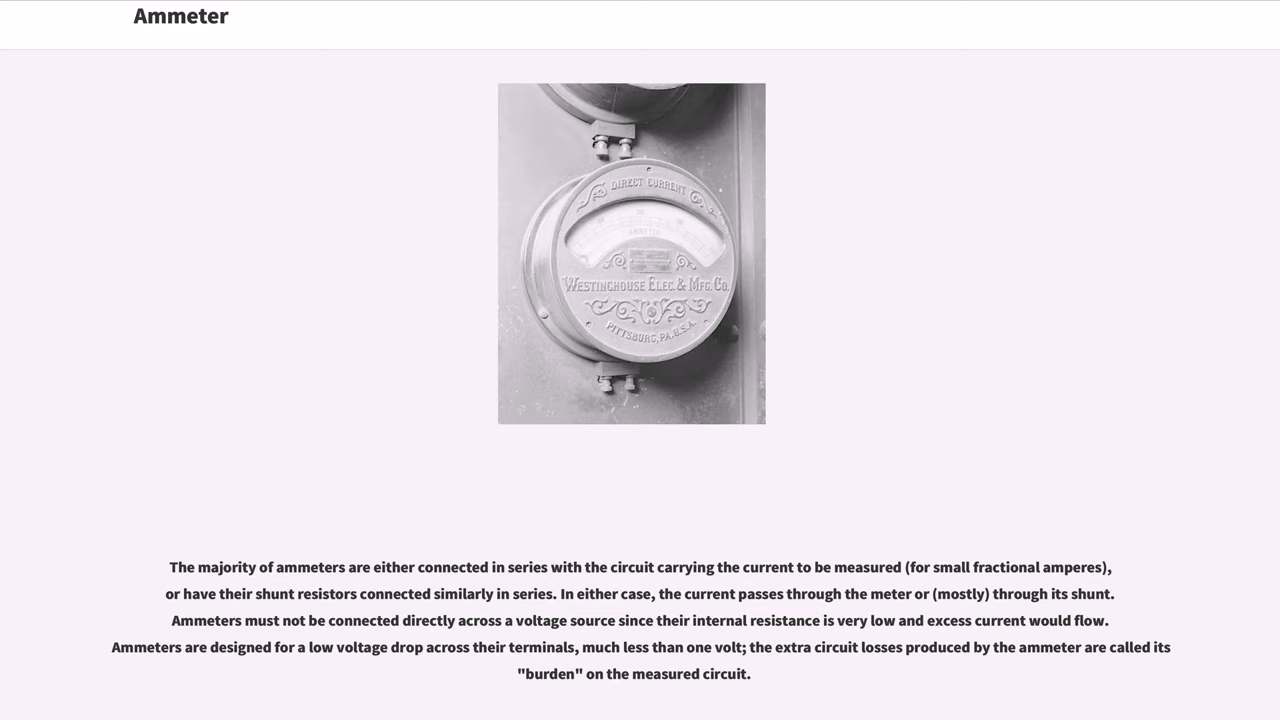 Ammeter
DIRECT CURRENT
AMMETER
WESTINGHOUSE ELEC. & MFG. CO.
PITTSBURG, PA. U.S.A.
The majority of ammeters are either connected in series with the circuit carrying the current to be measured (for small fractional amperes),
or have their shunt resistors connected similarly in series. In either case, the current passes through the meter or (mostly) through its shunt.
Ammeters must not be connected directly across a voltage source since their internal resistance is very low and excess current would flow.
Ammeters are designed for a low voltage drop across their terminals, much less than one volt; the extra circuit losses produced by the ammeter are called its
"burden" on the measured circuit.